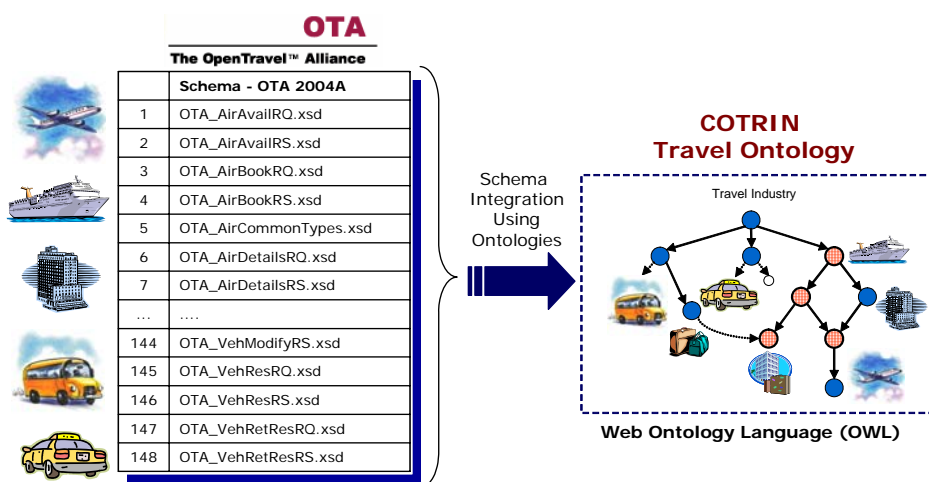 OTA
The OpenTravel™ Alliance
Schema - OTA 2004A
1 OTA_AirAvailRQ.xsd
2 OTA_AirAvailRS.xsd
3 OTA_AirBookRQ.xsd
4 OTA_AirBookRS.xsd
5 OTA_AirCommonTypes.xsd
6 OTA_AirDetailsRQ.xsd
7 OTA_AirDetailsRS.xsd
... ....
144 OTA_VehModifyRS.xsd
145 OTA_VehResRQ.xsd
146 OTA_VehResRS.xsd
147 OTA_VehRetResRQ.xsd
148 OTA_VehRetResRS.xsd
Schema
Integration
Using
Ontologies
COTRIN
Travel Ontology
Travel Industry
Web Ontology Language (OWL)